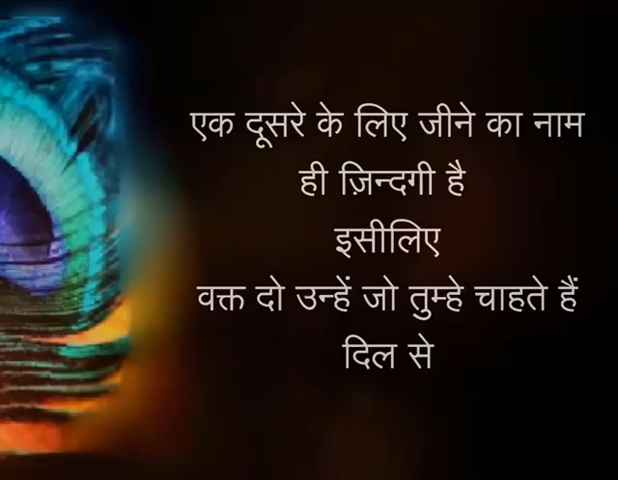 एक दूसरे के लिए जीने का नाम
ही ज़िन्दगी है
इसीलिए
वक्त दो उन्हें जो तुम्हे चाहते हैं
दिल से